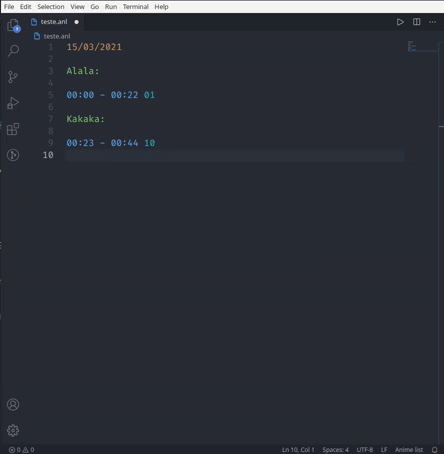 File Edit Selection View Go Run Terminal Help
teste.anl
teste.anl
1 15/03/2021
2
3 Alala:
4
5 00:00 - 00:22 01
6
7 Kakaka:
8
9 00:23 - 00:44 10
10
0 0 Ln 10, Col 1 Spaces: 4 UTF-8 LF Anime list